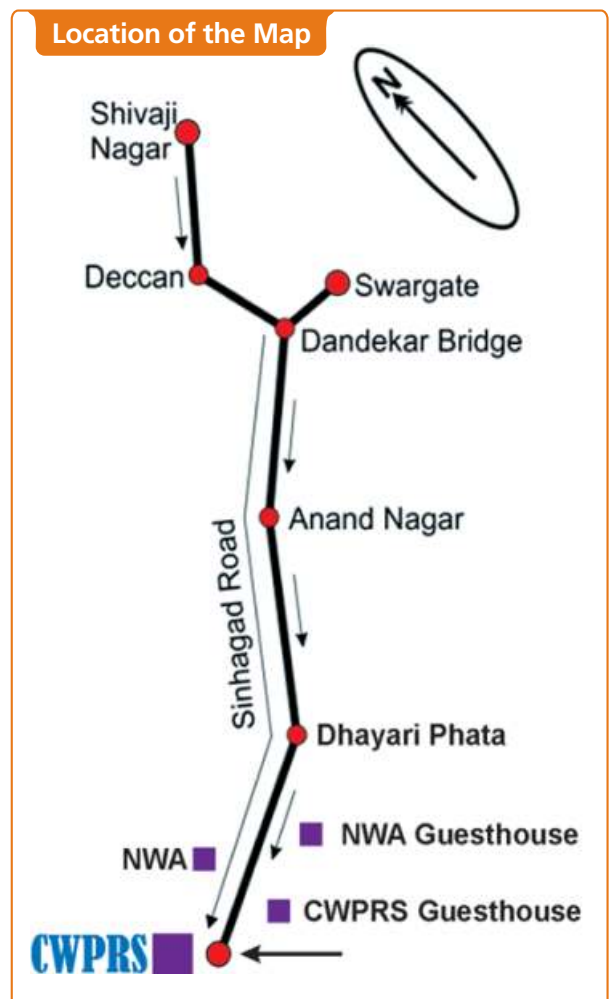 Location of the Map
N
Shivaji
Nagar
Deccan
Swargate
Dandekar Bridge
Anand Nagar
Sinhagad Road
Dhayari Phata
NWA Guesthouse
NWA
CWPRS Guesthouse
CWPRS